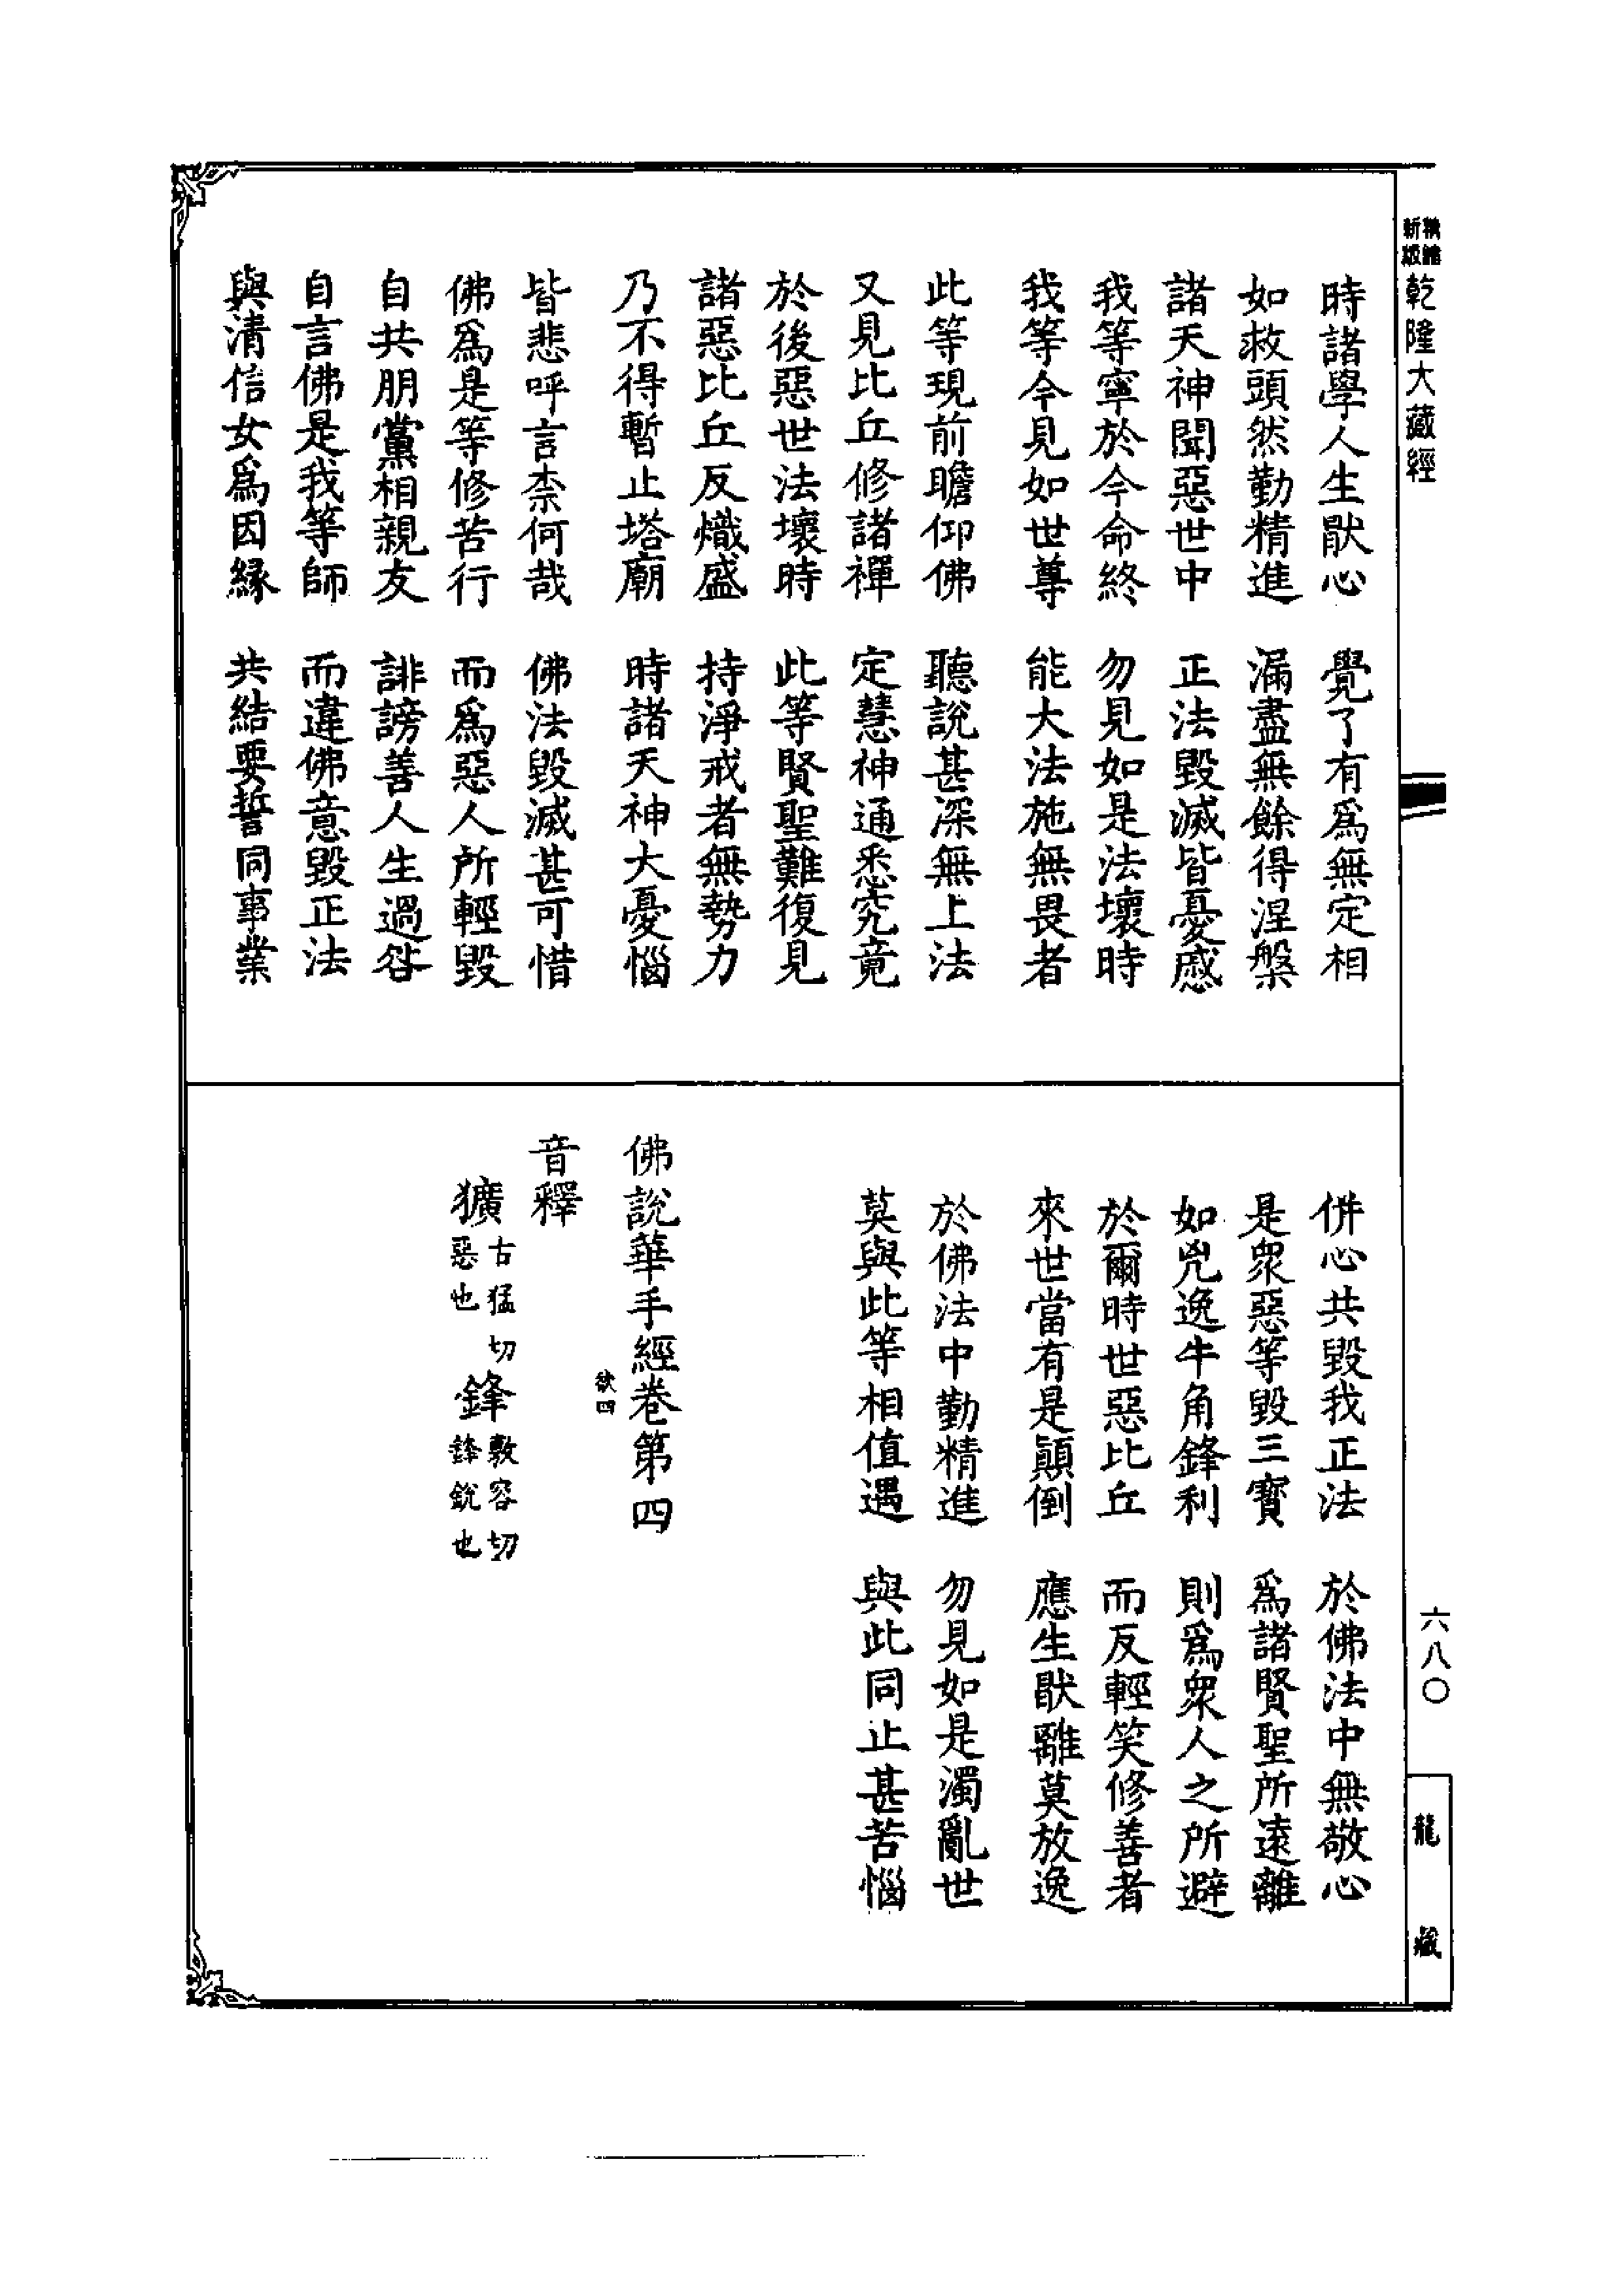 精鑴新版
乾隆大藏經
時諸學人生猒心　覺了有爲無定相
如救頭然勤精進　漏盡無餘得涅槃
諸天神聞惡世中　正法毀滅皆憂慼
我等寧於今命終　勿見如是法壞時
我等今見如世尊　能大法施無畏者
此等現前瞻仰佛　聽說甚深無上法
又見比丘修諸禪　定慧神通悉究竟
於後惡世法壞時　此等賢聖難復見
諸惡比丘反熾盛　持淨戒者無勢力
乃不得暫止塔廟　時諸天神大憂惱
皆悲呼言柰何哉　佛法毀滅甚可惜
佛爲是等修苦行　而爲惡人所輕毀
自共朋黨相親友　誹謗善人生過咎
自言佛是我等師　而違佛意毀正法
與清信女爲因緣　共結要誓同事業
併心共毀我正法　於佛法中無敬心
是衆惡等毀三寶　爲諸賢聖所遠離
如兇逸牛角鋒利　則爲衆人之所避
於爾時世惡比丘　而反輕笑修善者
來世當有是顚倒　應生猒離莫放逸
於佛法中勤精進　勿見如是濁亂世
莫與此等相值遇　與此同止甚苦惱
佛說華手經卷第四
欲四
音釋
獷古猛切惡也　鋒敷容切鋒銳也
六八〇
龍藏